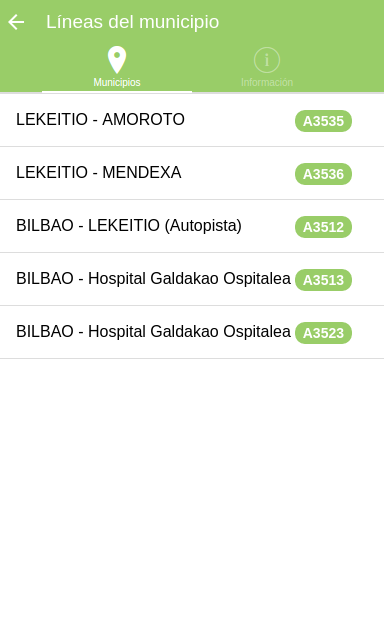 Líneas del municipio
Municipios
Información
LEKEITIO - AMOROTO A3535
LEKEITIO - MENDEXA A3536
BILBAO - LEKEITIO (Autopista) A3512
BILBAO - Hospital Galdakao Ospitalea A3513
BILBAO - Hospital Galdakao Ospitalea A3523